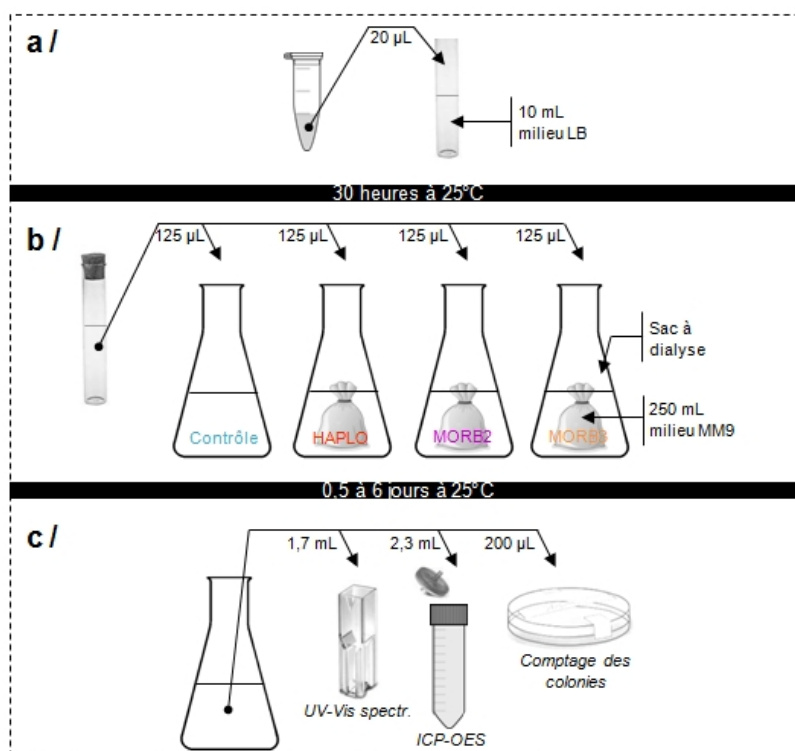 a /
20 µL
10 mL
milieu LB
30 heures à 25°C
b /
125 µL 125 µL 125 µL 125 µL
Sac à
dialyse
250 mL
milieu MM9
Contrôle HAPLO MORB2 MORB3
0,5 à 6 jours à 25°C
c /
1,7 mL 2,3 mL 200 µL
Comptage des
colonies
UV-Vis spectr.
ICP-OES